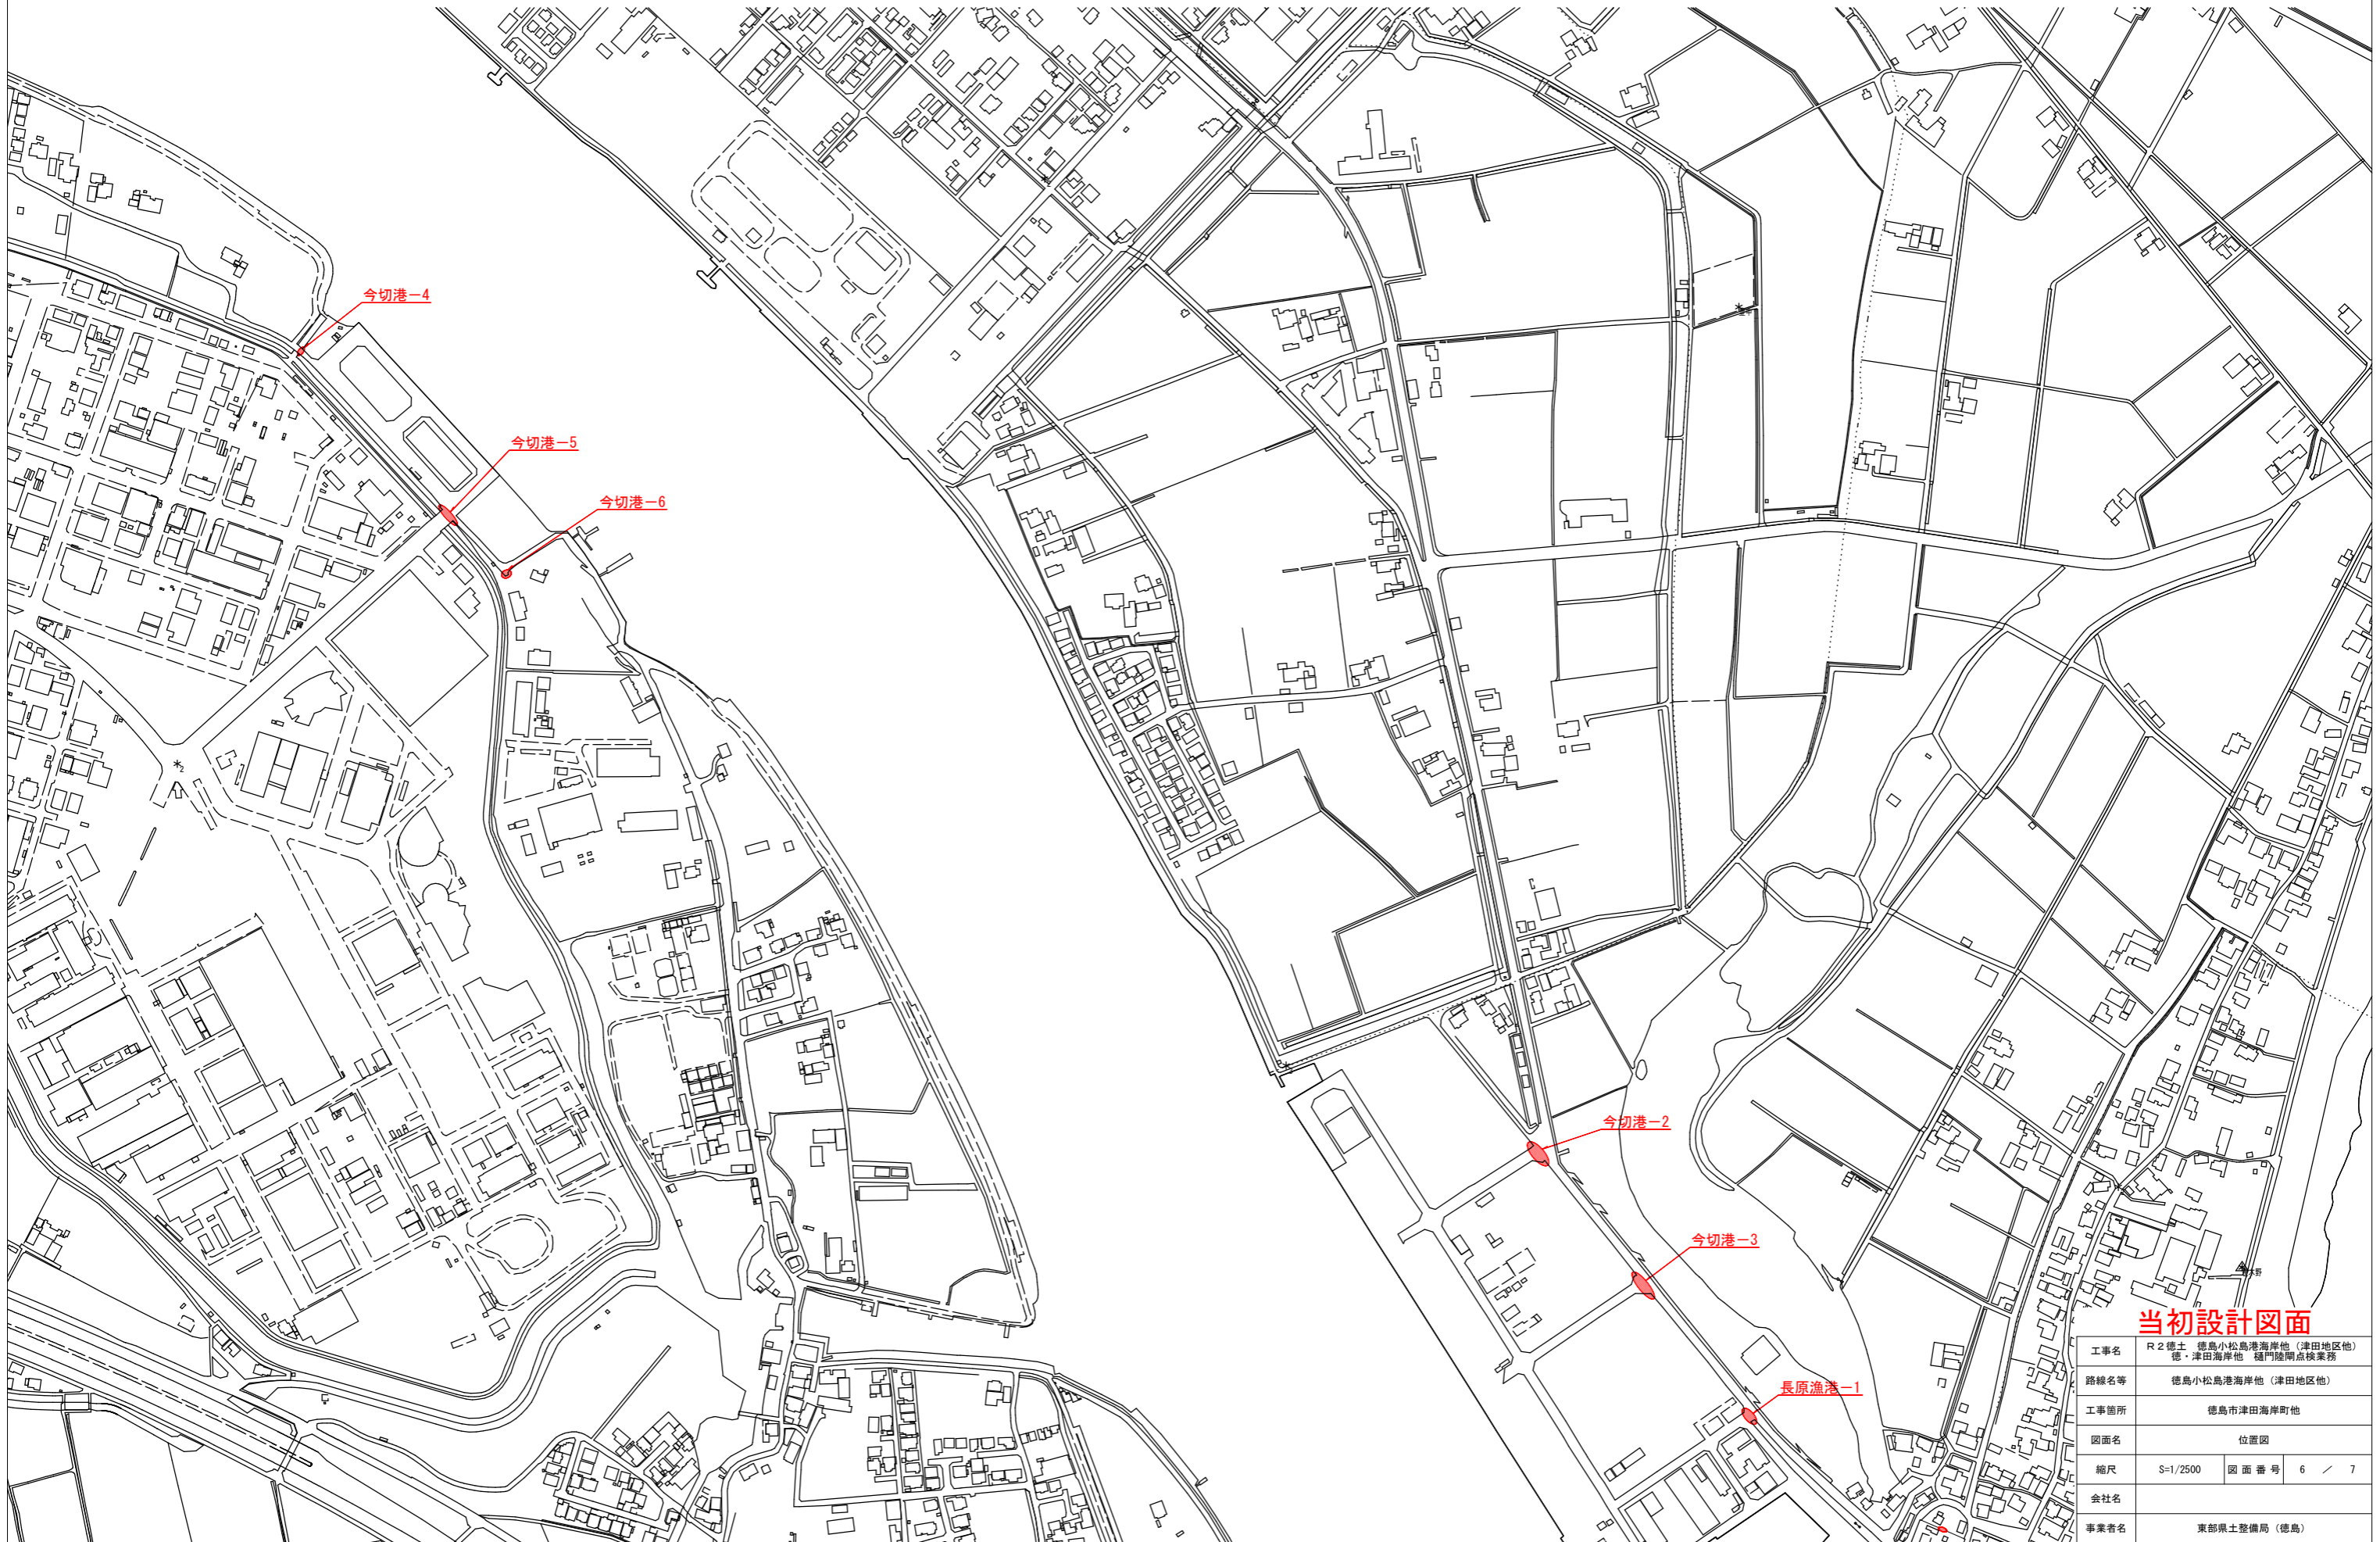 今切港－4
今切港－5
今切港－6
今切港－2
今切港－3
長原漁港－1
2
当初設計図面
工事名 R2徳土 徳島小松島港海岸他（津田地区他）
徳・津田海岸他 樋門陸閘点検業務
路線名等 徳島小松島港海岸他（津田地区他）
工事箇所 徳島市津田海岸町他
図面名 位置図
縮尺 S=1/2500 図面番号 6 ／ 7
会社名
事業者名 東部県土整備局（徳島）